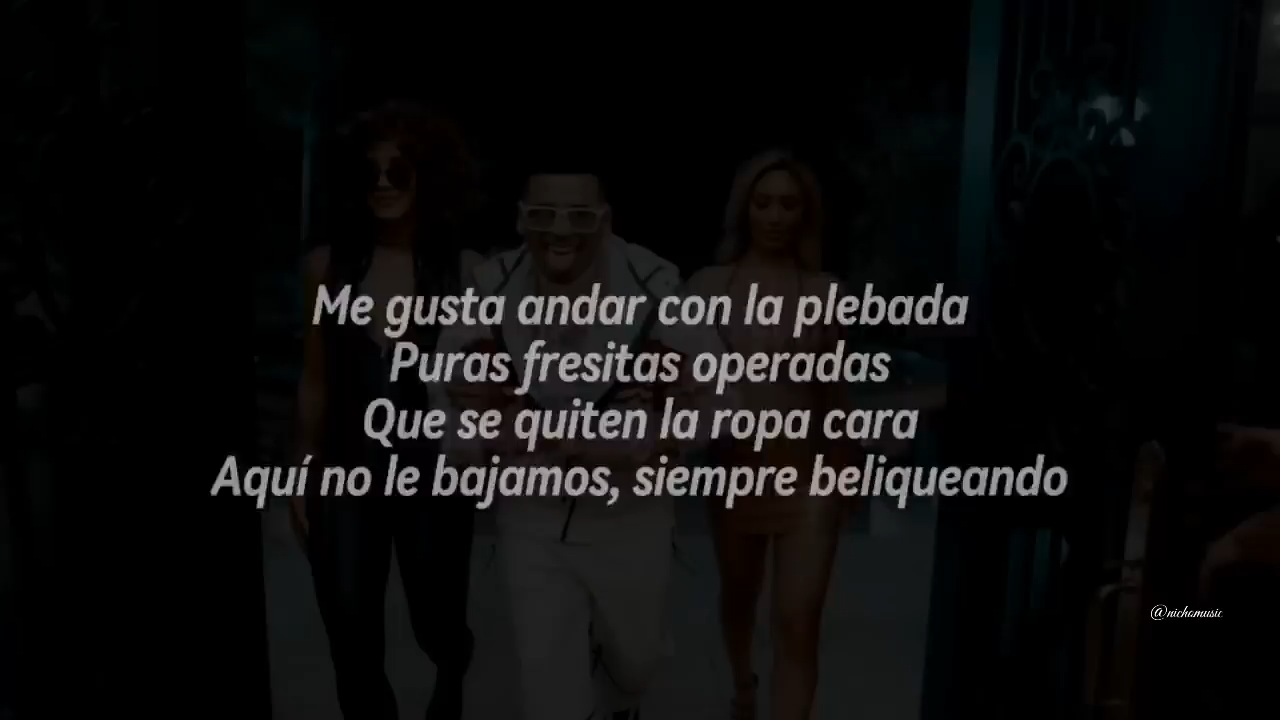 Me gusta andar con la plebada
Puras fresitas operadas
Que se quiten la ropa cara
Aquí no le bajamos, siempre beliqueando
@nichomusic